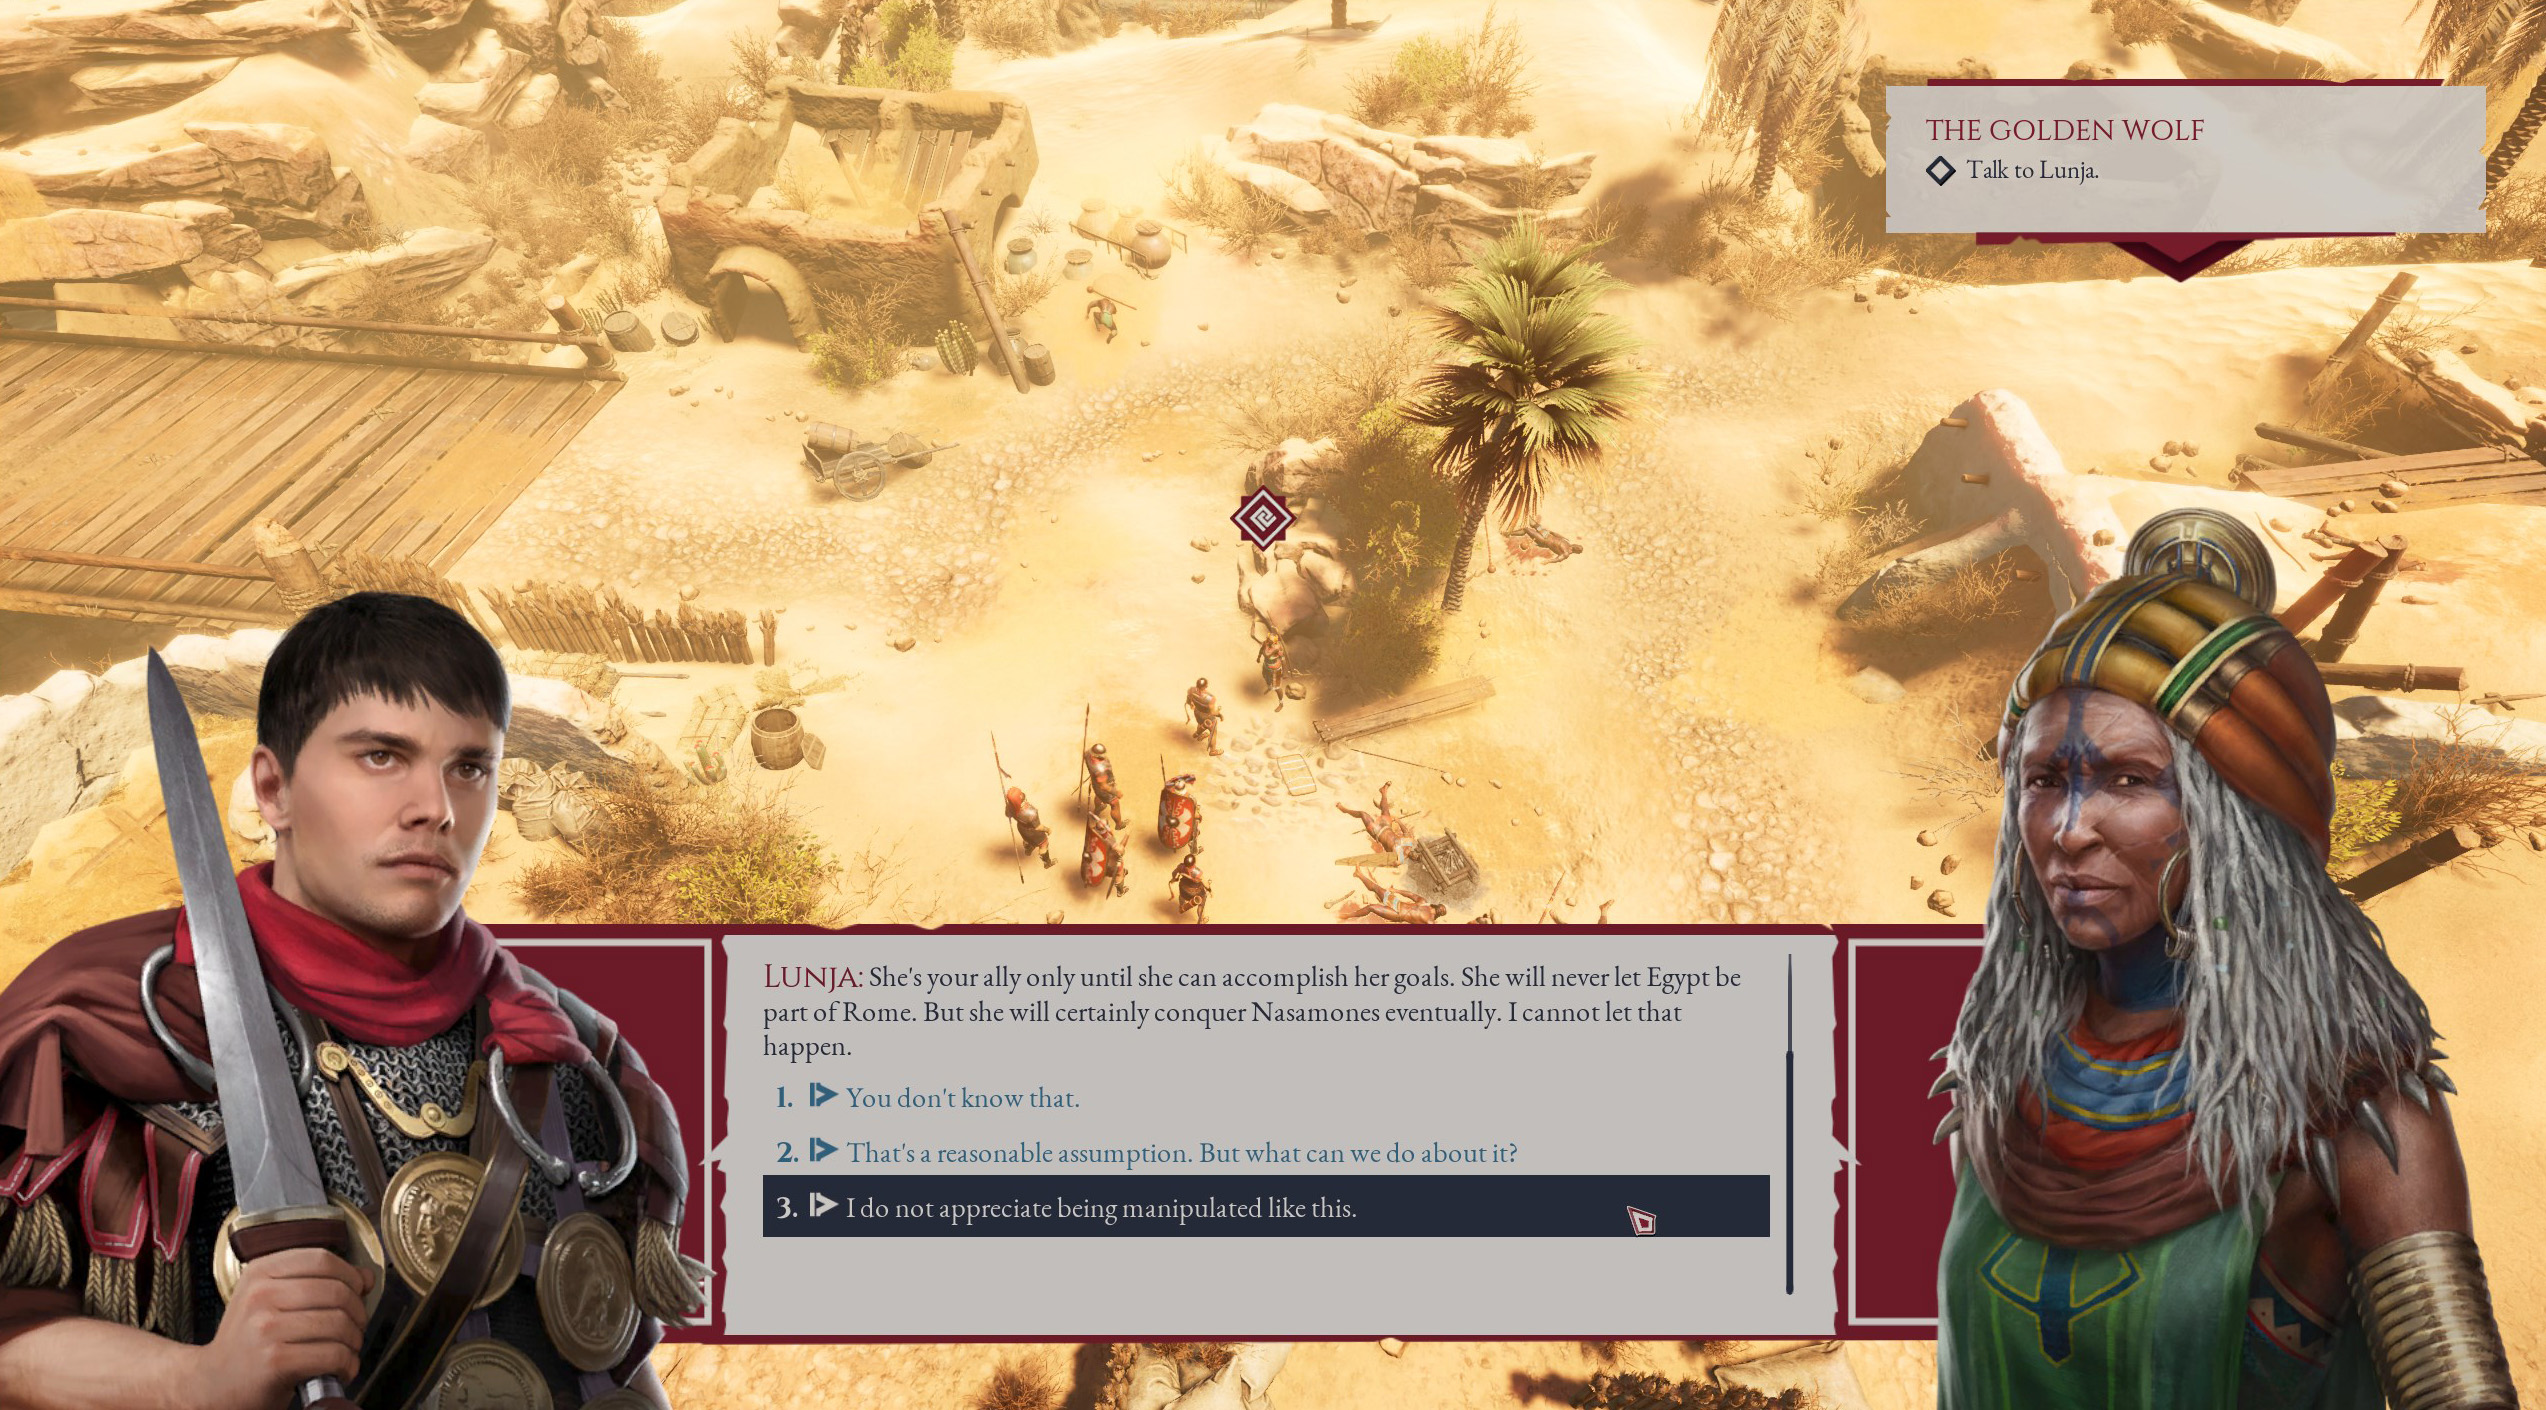 THE GOLDEN WOLF
Talk to Lunja.
LUNJA: She's your ally only until she can accomplish her goals. She will never let Egypt be
part of Rome. But she will certainly conquer Nasamones eventually. I cannot let that
happen.
1. You don't know that.
2. That's a reasonable assumption. But what can we do about it?
3. I do not appreciate being manipulated like this.